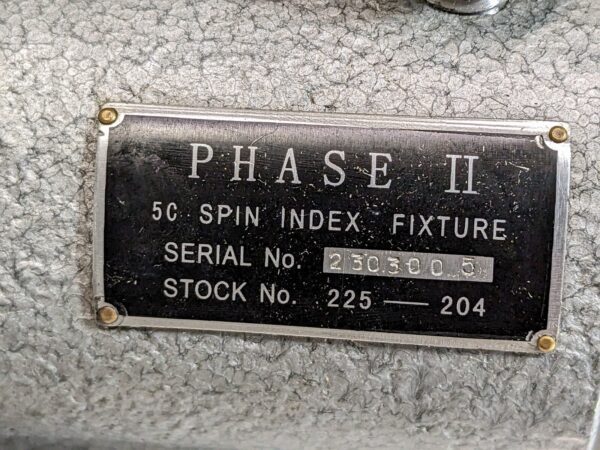 PHASE II
5C SPIN INDEX FIXTURE
SERIAL No. 2303005
STOCK No. 225 — 204